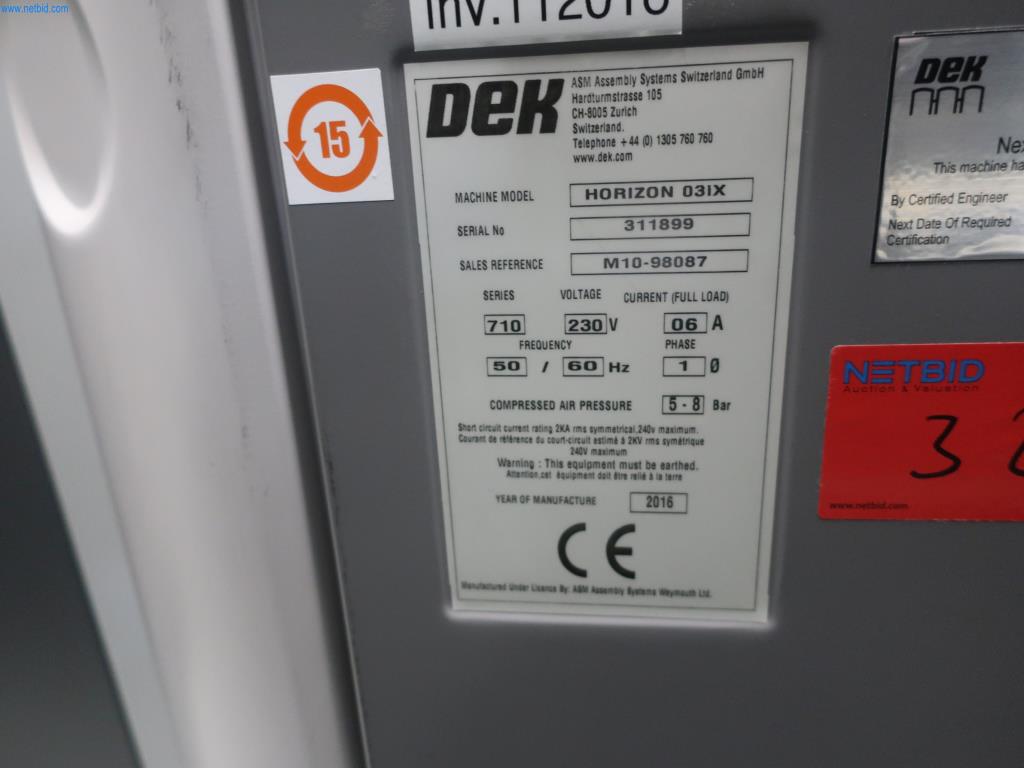 www.netbid.com
Inv.112016
15
DEK
ASM Assembly Systems Switzerland GmbH
Hardturmstrasse 105
CH-8005 Zurich
Switzerland.
Telephone +44 (0) 1305 760 760
www.dek.com
MACHINE MODEL HORIZON 03iX
SERIAL No 311899
SALES REFERENCE M10-98087
SERIES VOLTAGE CURRENT (FULL LOAD)
710 230 V 06 A
FREQUENCY PHASE
50 / 60 Hz 1 Ø
COMPRESSED AIR PRESSURE 5 - 8 Bar
Short circuit current rating 2KA rms symmetrical,240v maximum.
Courant de référence du court-circuit estimé à 2KV rms symétrique
240V maximum
Warning : This equipment must be earthed.
Attention,cet équipement doit être relié à la terre
YEAR OF MANUFACTURE 2016
CE
Manufactured Under Licence By: ASM Assembly Systems Weymouth Ltd.
DEK
This machine
By Certified Engineer
Next Date Of Required
Certification
NETBID
Auction & Valuation
3
www.netbid.com